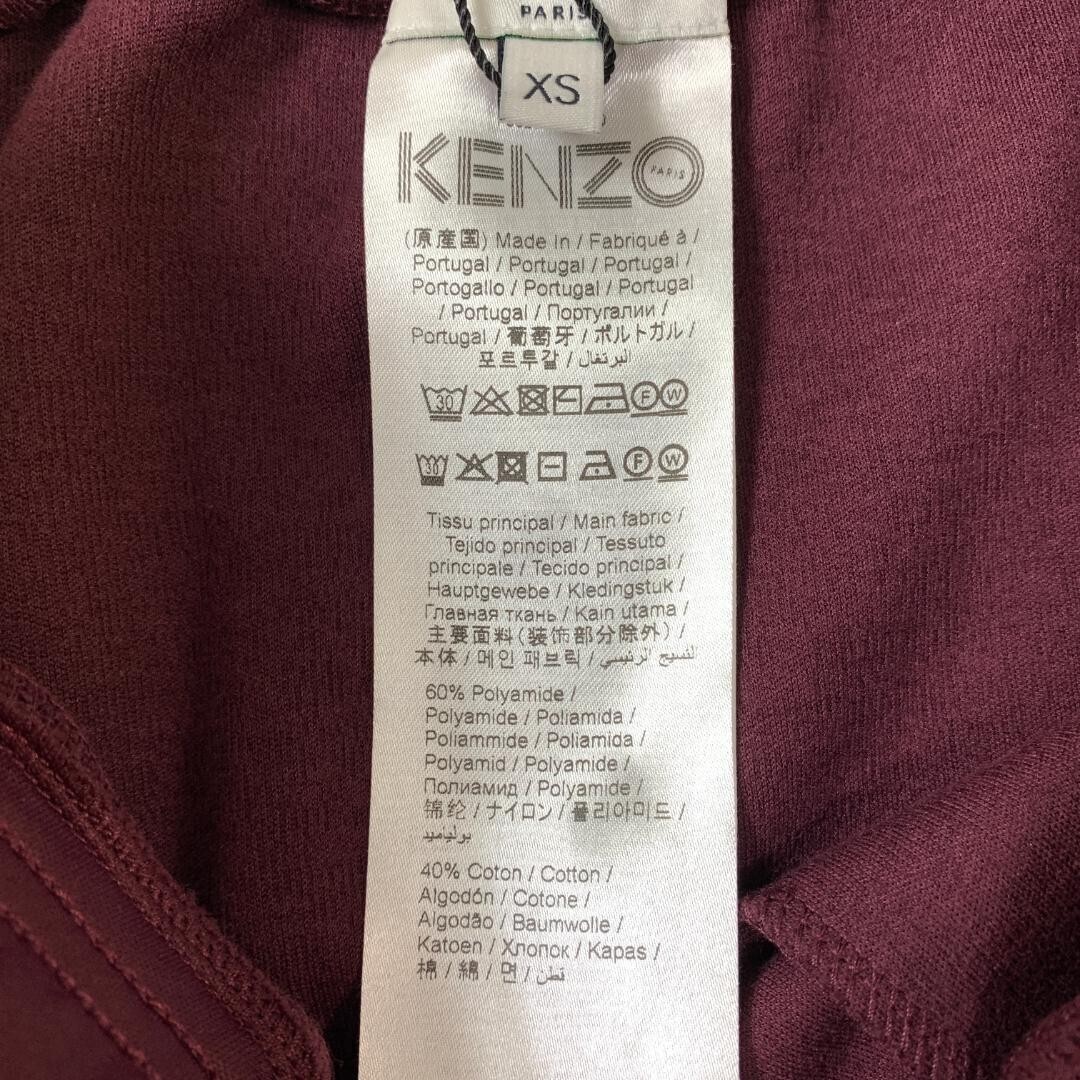 PARIS
XS
KENZO
PARIS
(原産国) Made In / Fabriqué à /
Portugal / Portugal / Portugal /
Portogallo / Portugal / Portugal
/ Portugal / Португалии /
Portugal / 葡萄牙 / ポルトガル /
포르투갈 / البرتغال
30 F W
30 F W
Tissu principal / Main fabric /
Tejido principal / Tessuto
principale / Tecido principal /
Hauptgewebe / Kledingstuk /
Главная ткань / Kain utama /
主要面料 (装饰部分除外) /
本体 / 메인 패브릭 / النسيج الرئيسي
60% Polyamide /
Polyamide / Poliamida /
Poliammide / Poliamida /
Polyamid / Polyamide /
Полиамид / Polyamide /
锦纶 / ナイロン / 폴리아미드 /
بولياميد
40% Coton / Cotton /
Algodón / Cotone /
Algodão / Baumwolle /
Katoen / Хлопок / Kapas /
棉 / 綿 / 면 / قطن